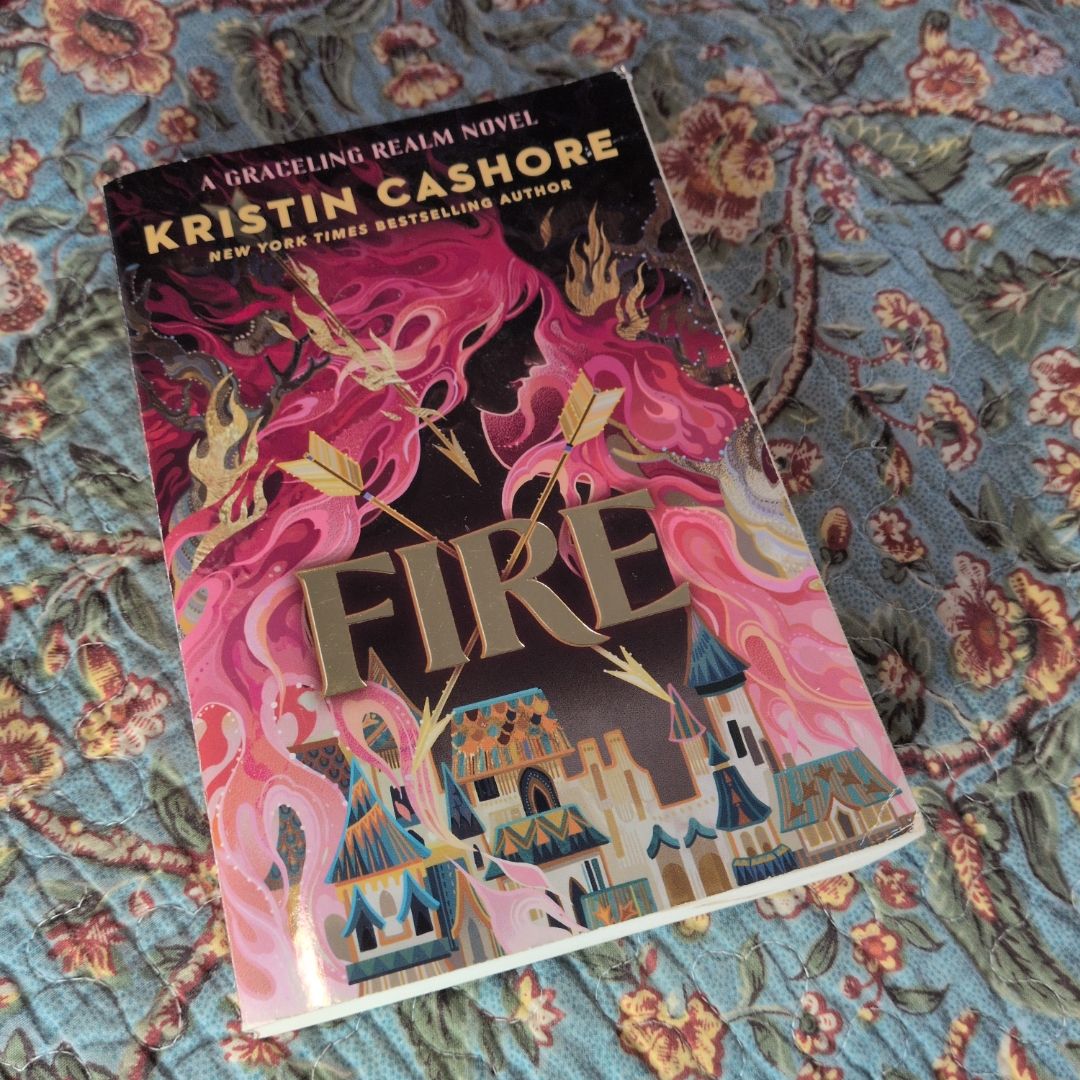 A GRACELING REALM NOVEL
KRISTIN CASHORE
NEW YORK TIMES BESTSELLING AUTHOR
FIRE